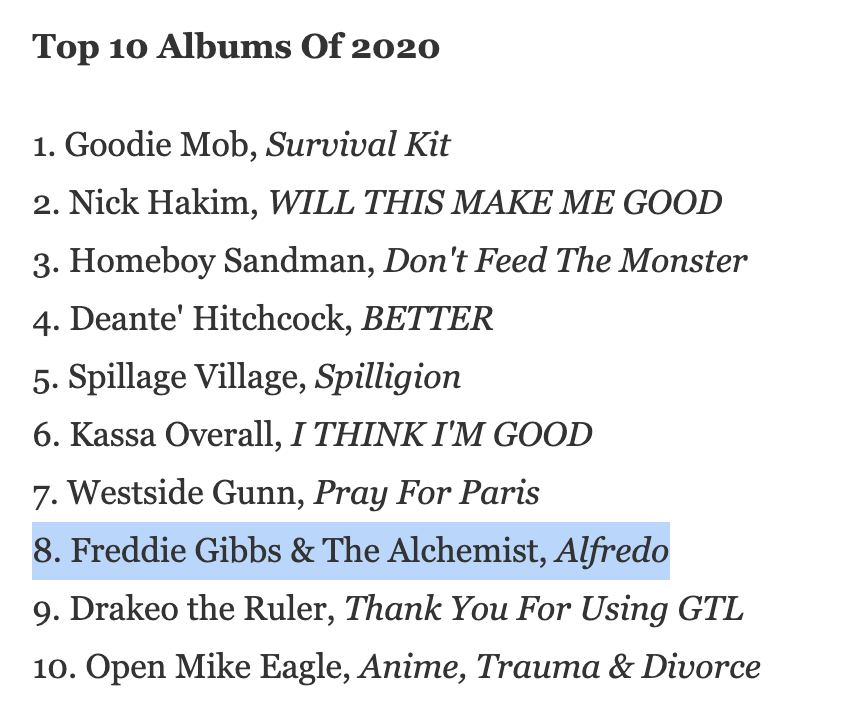 Top 10 Albums Of 2020
1. Goodie Mob, Survival Kit
2. Nick Hakim, WILL THIS MAKE ME GOOD
3. Homeboy Sandman, Don't Feed The Monster
4. Deante' Hitchcock, BETTER
5. Spillage Village, Spilligion
6. Kassa Overall, I THINK I'M GOOD
7. Westside Gunn, Pray For Paris
8. Freddie Gibbs & The Alchemist, Alfredo
9. Drakeo the Ruler, Thank You For Using GTL
10. Open Mike Eagle, Anime, Trauma & Divorce